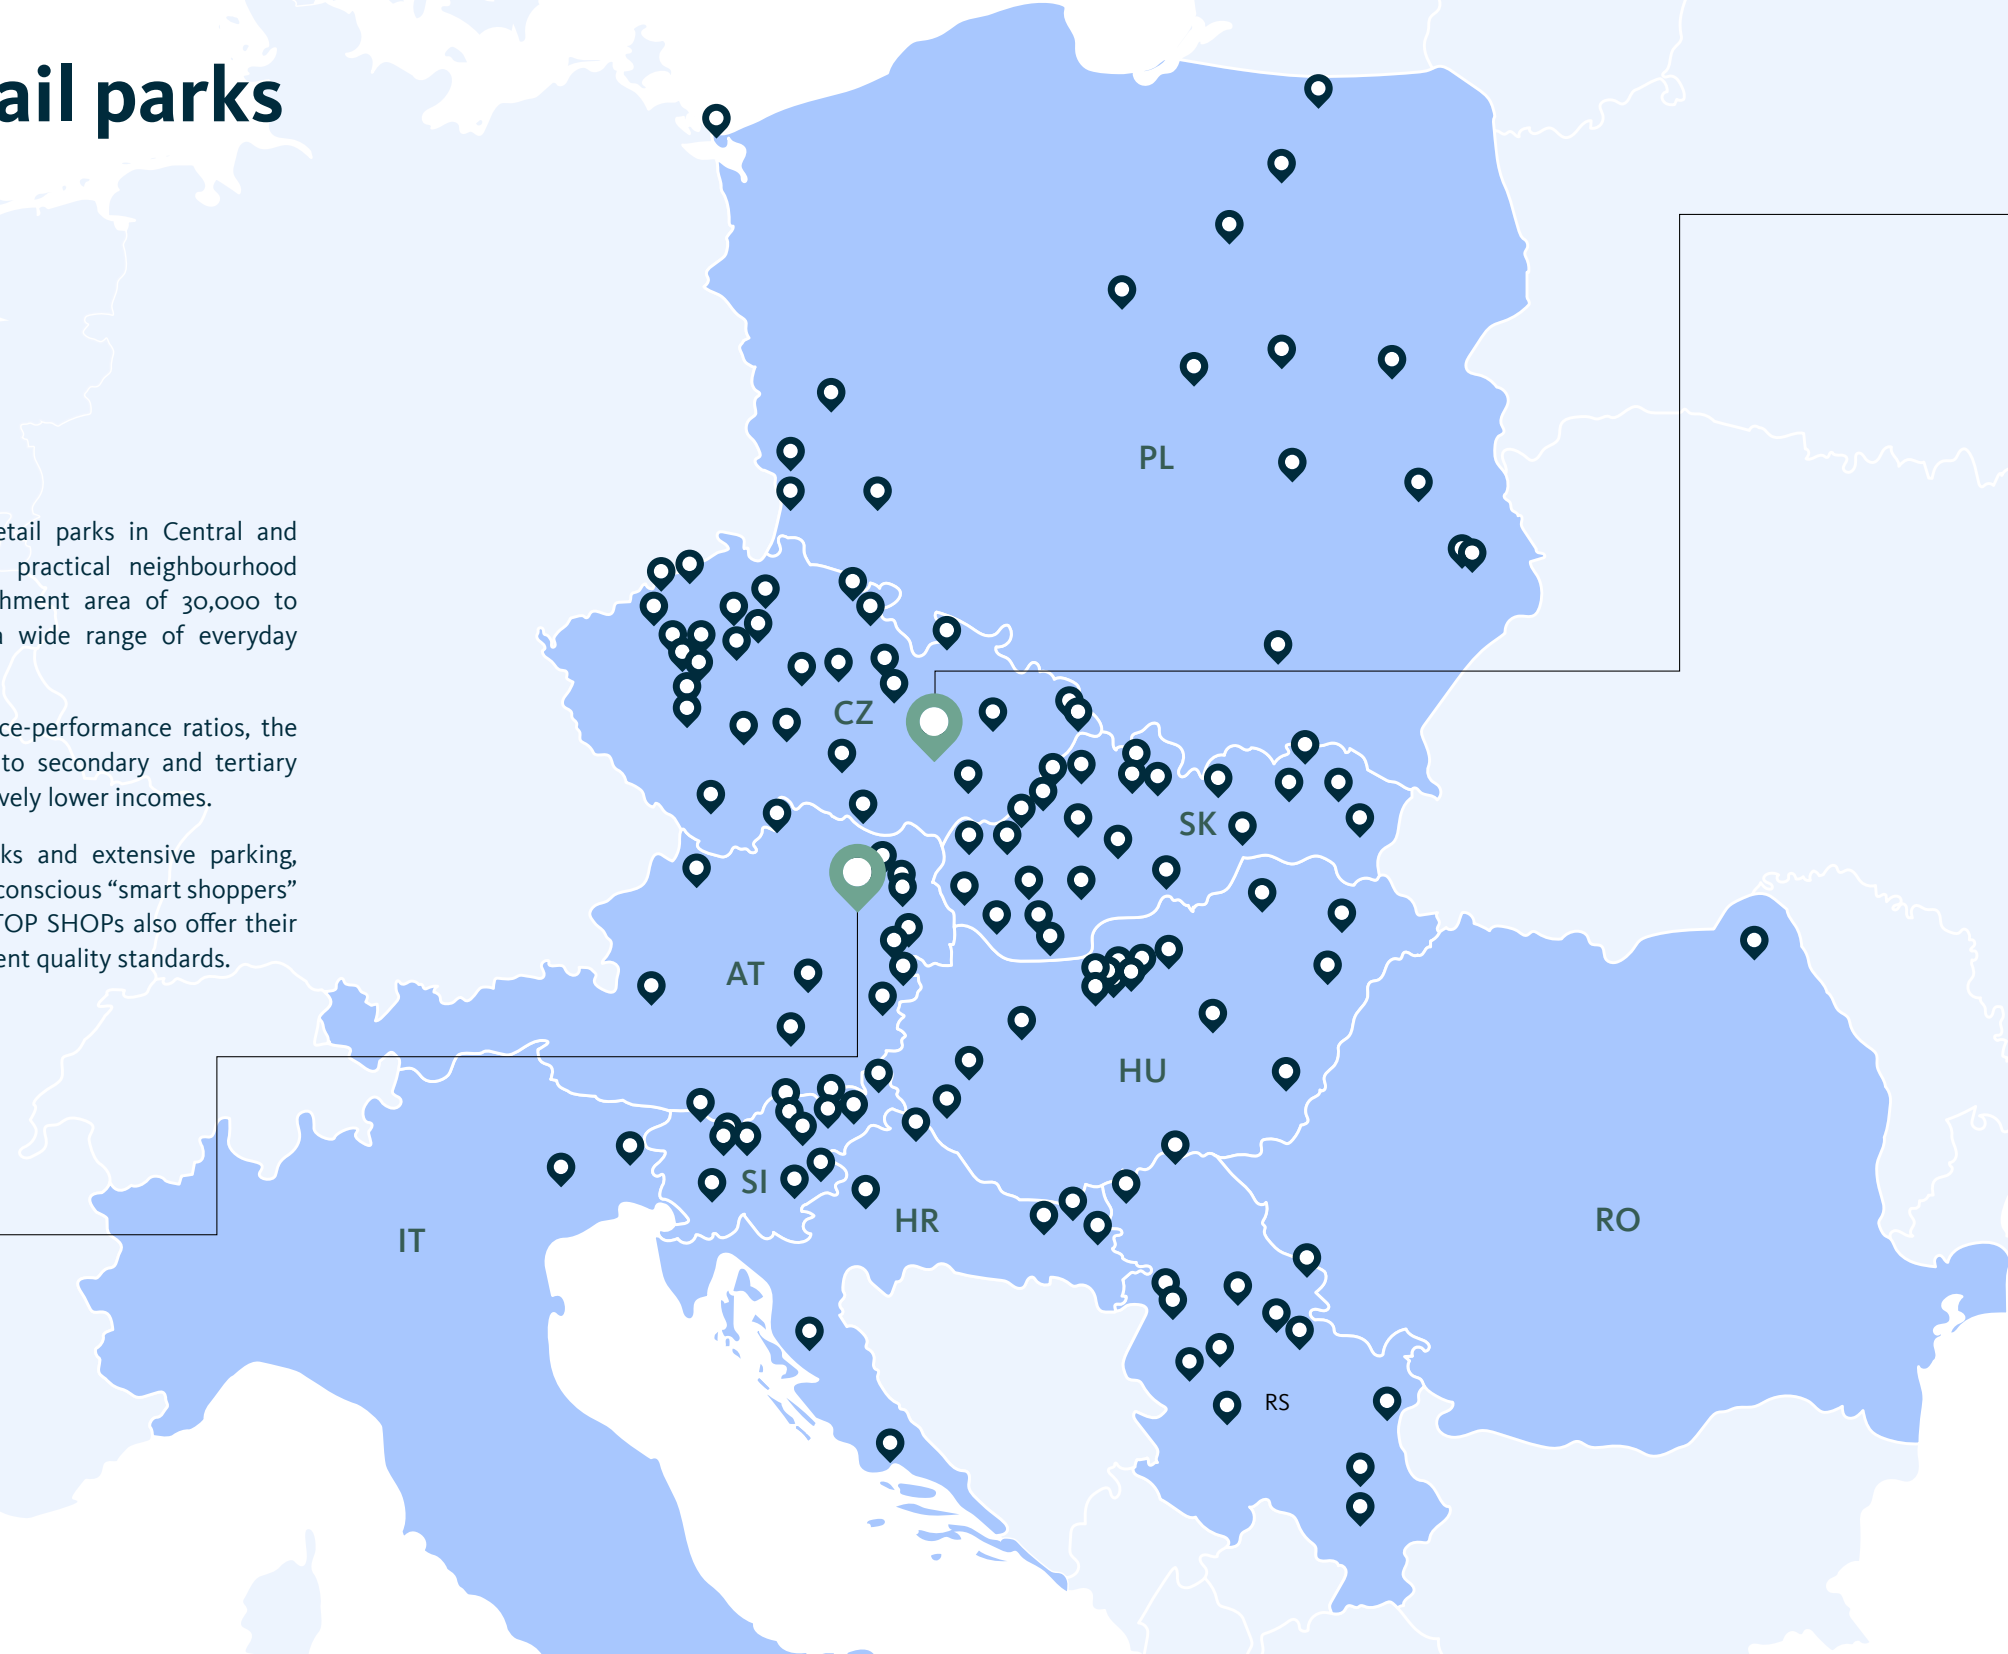 ail parks
etail parks in Central and
practical neighbourhood
hment area of 30,000 to
a wide range of everyday
ce-performance ratios, the
to secondary and tertiary
vely lower incomes.
ks and extensive parking,
conscious “smart shoppers”
TOP SHOPs also offer their
ent quality standards.
PL
CZ
SK
AT
HU
SI
HR
IT
RO
RS